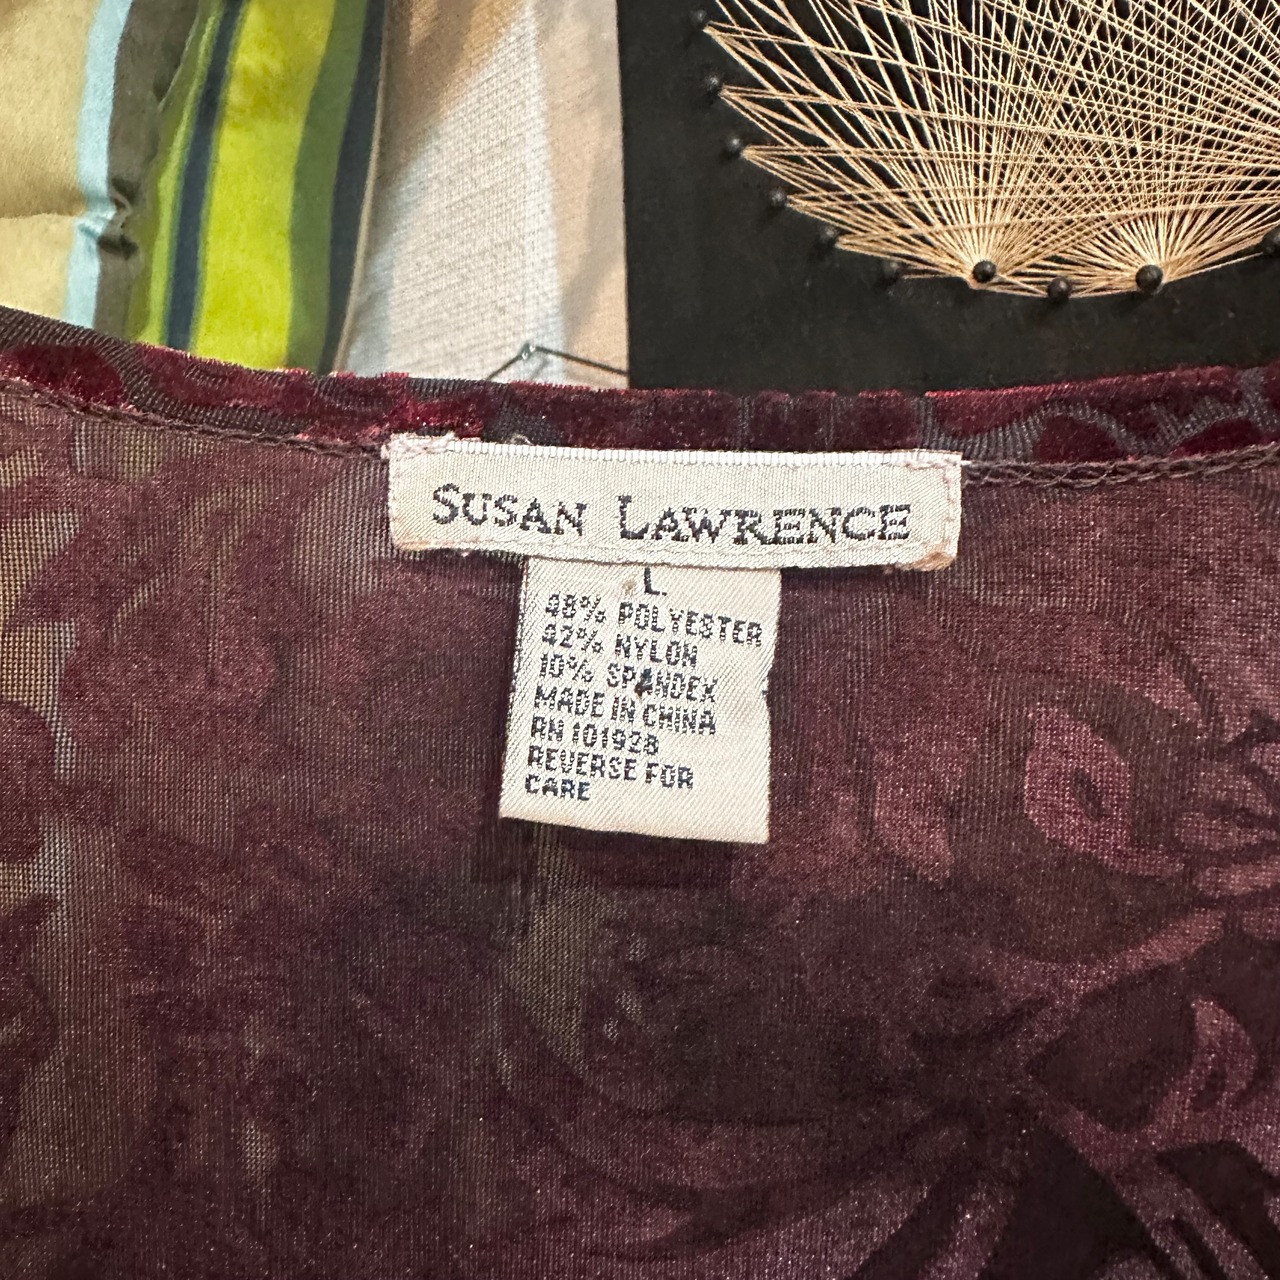 SUSAN LAWRENCE
L
48% POLYESTER
42% NYLON
10% SPANDEX
MADE IN CHINA
RN 101928
REVERSE FOR
CARE